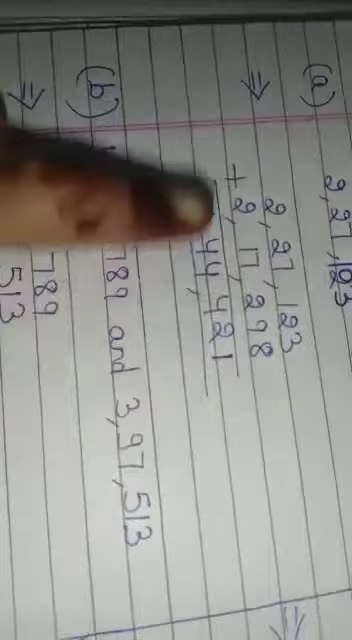 (a) 2,27,123
⇒ 2,27,123
+ 2,17,298
44,421
(b) 789 and 3,97,513
⇒ 789
513